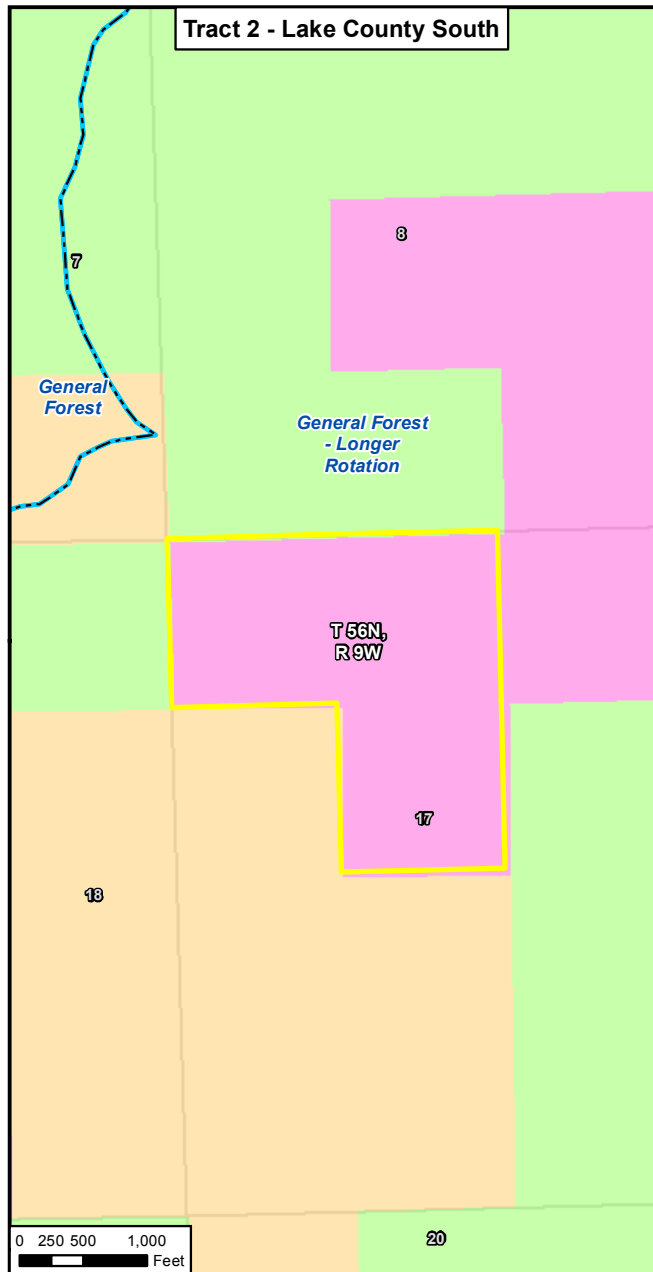 Tract 2 - Lake County South
8
7
General
Forest
General Forest
- Longer
Rotation
T 56N,
R 9W
17
18
20
0 250 500 1,000
Feet